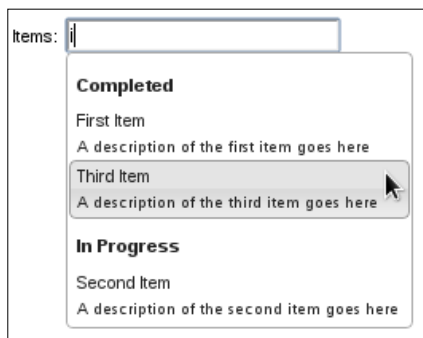 Items: i
Completed
First Item
A description of the first item goes here
Third Item
A description of the third item goes here
In Progress
Second Item
A description of the second item goes here